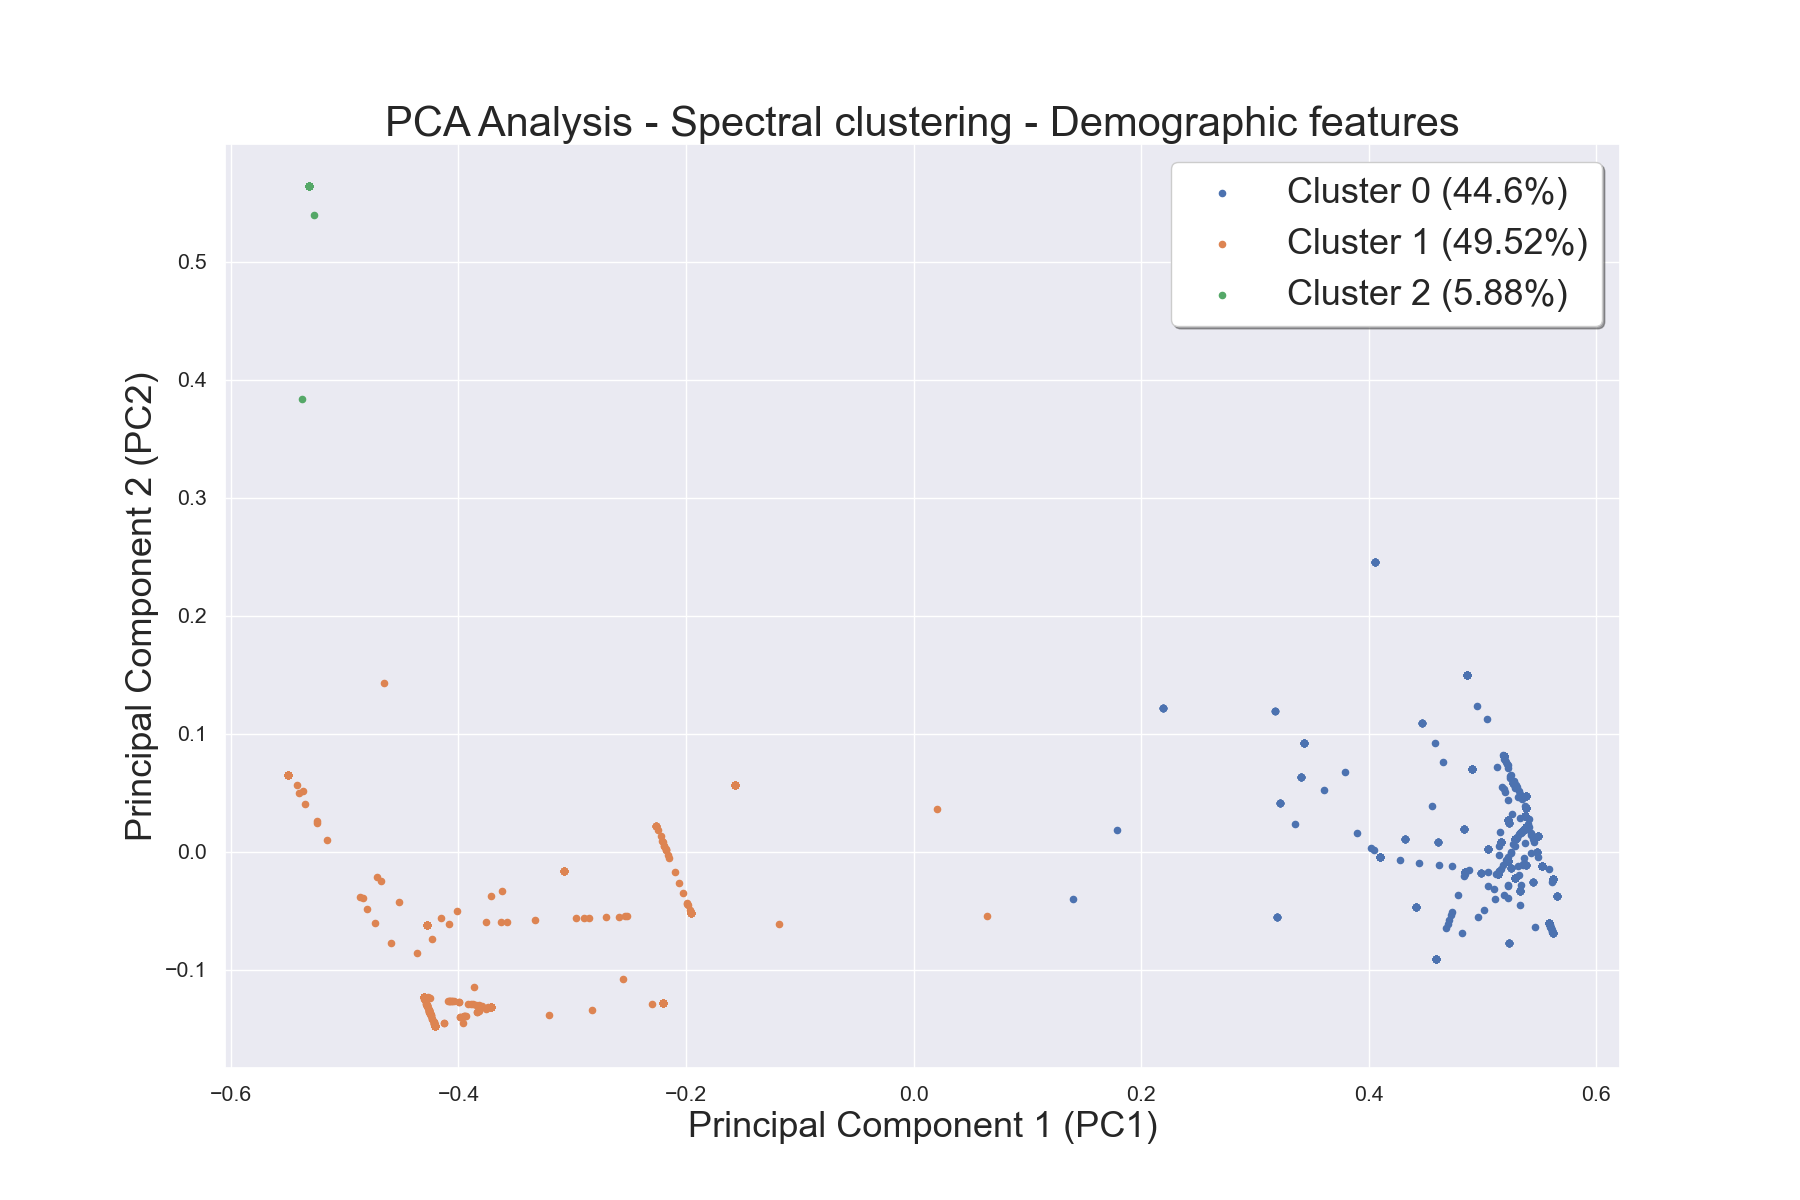 PCA Analysis - Spectral clustering - Demographic features
Cluster 0 (44.6%)
Cluster 1 (49.52%)
Cluster 2 (5.88%)
Principal Component 2 (PC2)
0.5
0.4
0.3
0.2
0.1
0.0
−0.1
−0.6 −0.4 −0.2 0.0 0.2 0.4 0.6
Principal Component 1 (PC1)